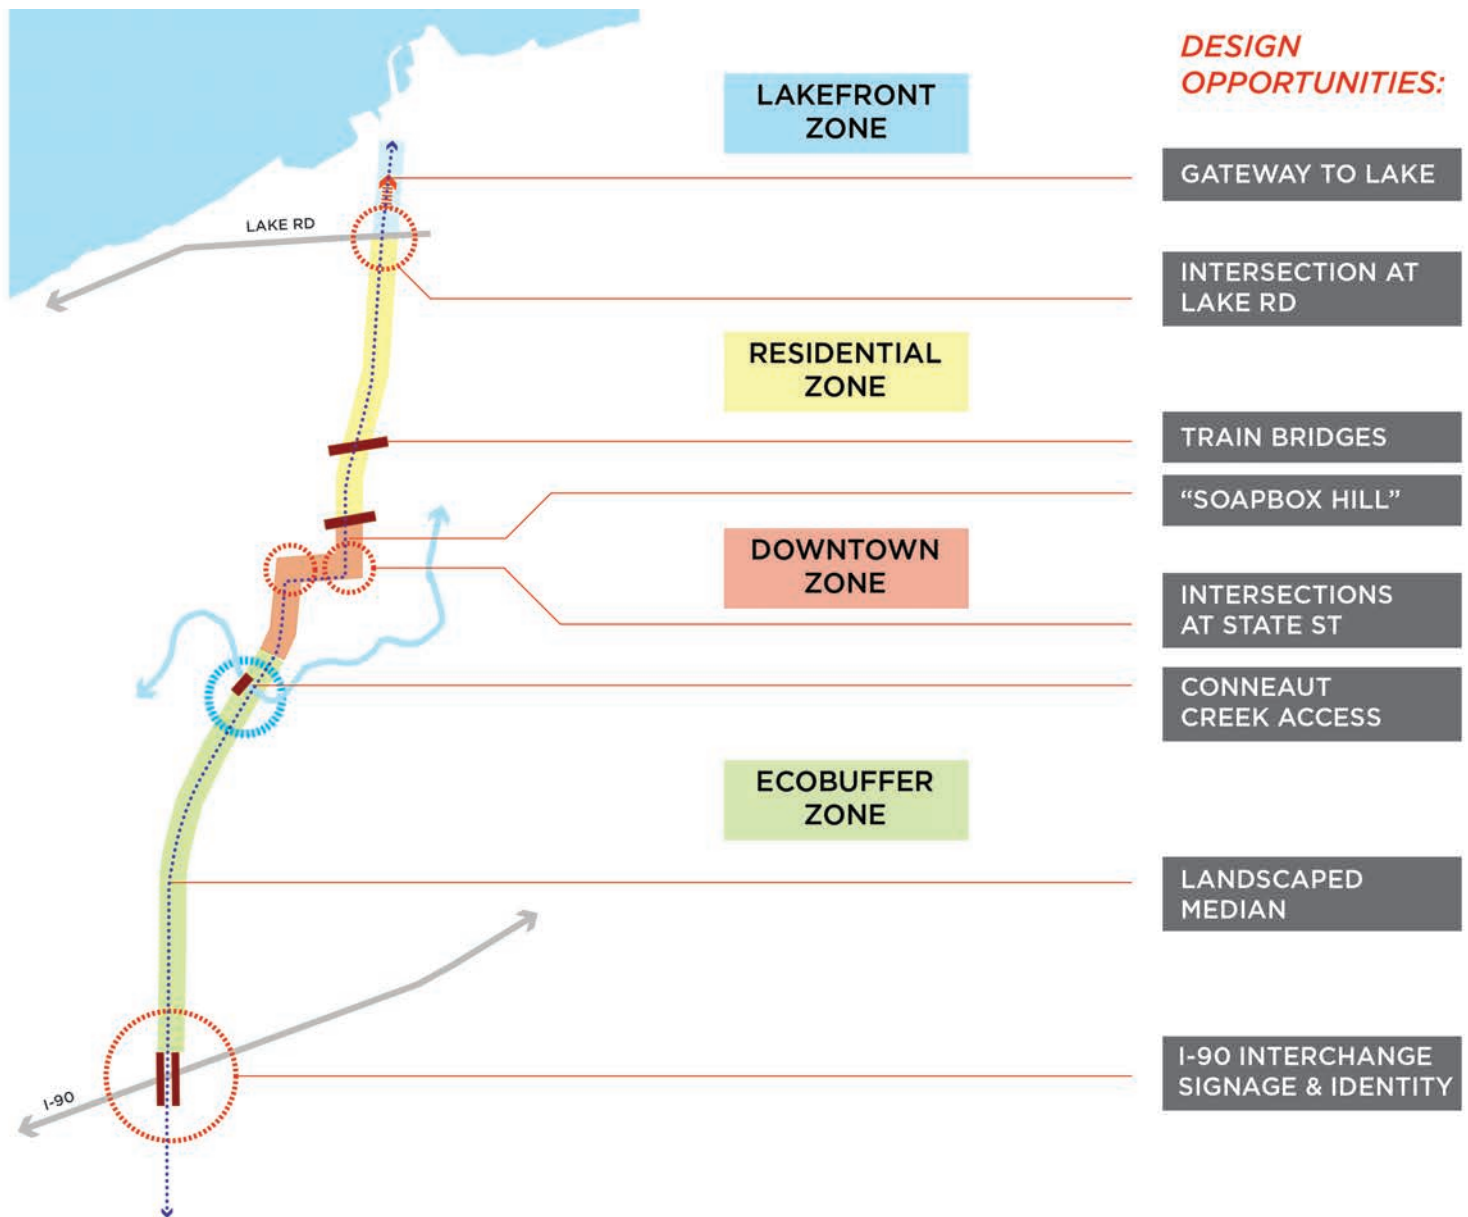 DESIGN
OPPORTUNITIES:
LAKEFRONT
ZONE
GATEWAY TO LAKE
LAKE RD
INTERSECTION AT
LAKE RD
RESIDENTIAL
ZONE
TRAIN BRIDGES
“SOAPBOX HILL”
DOWNTOWN
ZONE
INTERSECTIONS
AT STATE ST
CONNEAUT
CREEK ACCESS
ECOBUFFER
ZONE
LANDSCAPED
MEDIAN
I-90 INTERCHANGE
SIGNAGE & IDENTITY
I-90